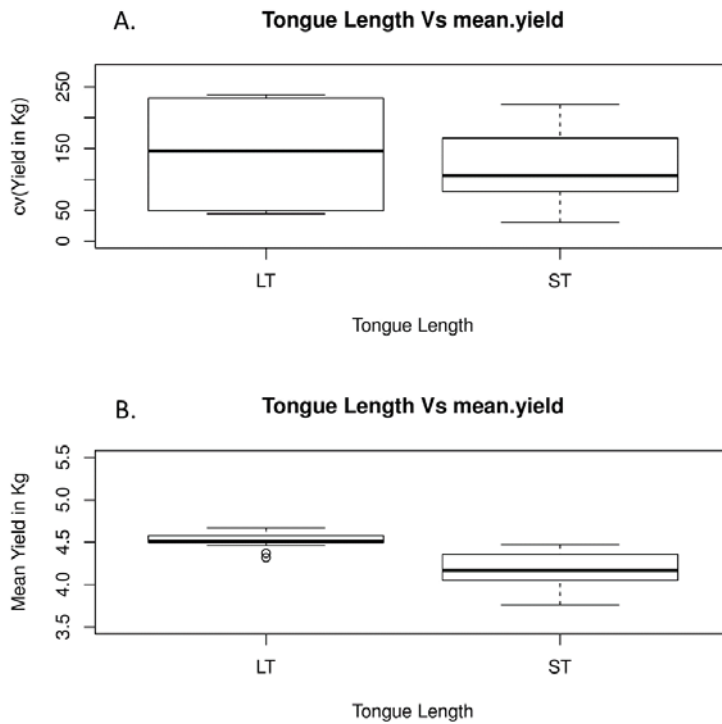 A. Tongue Length Vs mean.yield
cv(Yield in Kg)
250
150
50
0
LT ST
Tongue Length
B. Tongue Length Vs mean.yield
Mean Yield in Kg
5.5
5.0
4.5
4.0
3.5
LT ST
Tongue Length